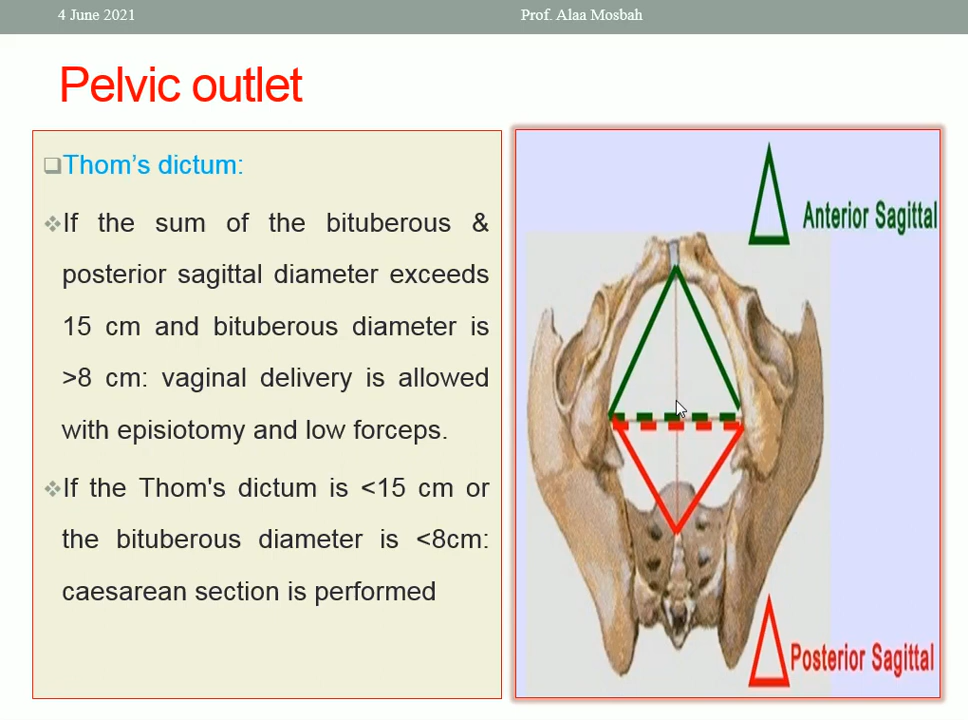 4 June 2021
Prof. Alaa Mosbah
Pelvic outlet
Thom’s dictum:
If the sum of the bituberous &
posterior sagittal diameter exceeds
15 cm and bituberous diameter is
>8 cm: vaginal delivery is allowed
with episiotomy and low forceps.
If the Thom's dictum is <15 cm or
the bituberous diameter is <8cm:
caesarean section is performed
Anterior Sagittal
Posterior Sagittal